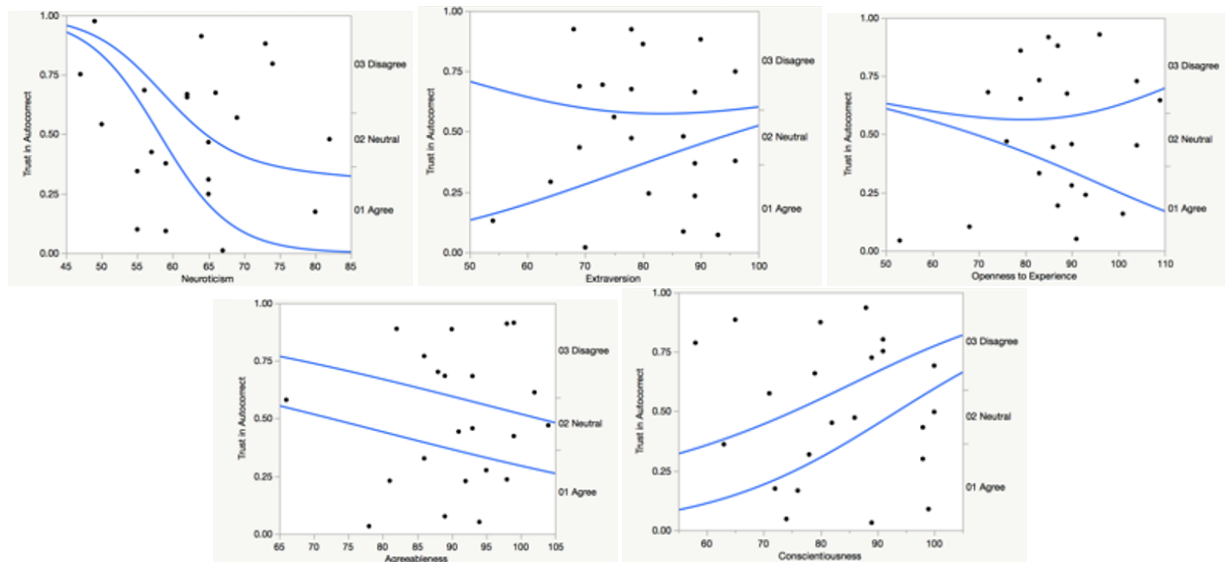 1.00
0.75
0.50
0.25
0.00
Trust in Autocorrect
03 Disagree
02 Neutral
01 Agree
45 50 55 60 65 70 75 80 85
Neuroticism
1.00
0.75
0.50
0.25
0.00
Trust in Autocorrect
03 Disagree
02 Neutral
01 Agree
50 60 70 80 90 100
Extraversion
1.00
0.75
0.50
0.25
0.00
Trust in Autocorrect
03 Disagree
02 Neutral
01 Agree
50 60 70 80 90 100 110
Openness to Experience
1.00
0.75
0.50
0.25
0.00
Trust in Autocorrect
03 Disagree
02 Neutral
01 Agree
65 70 75 80 85 90 95 100 105
Agreeableness
1.00
0.75
0.50
0.25
0.00
Trust in Autocorrect
03 Disagree
02 Neutral
01 Agree
60 70 80 90 100
Conscientiousness